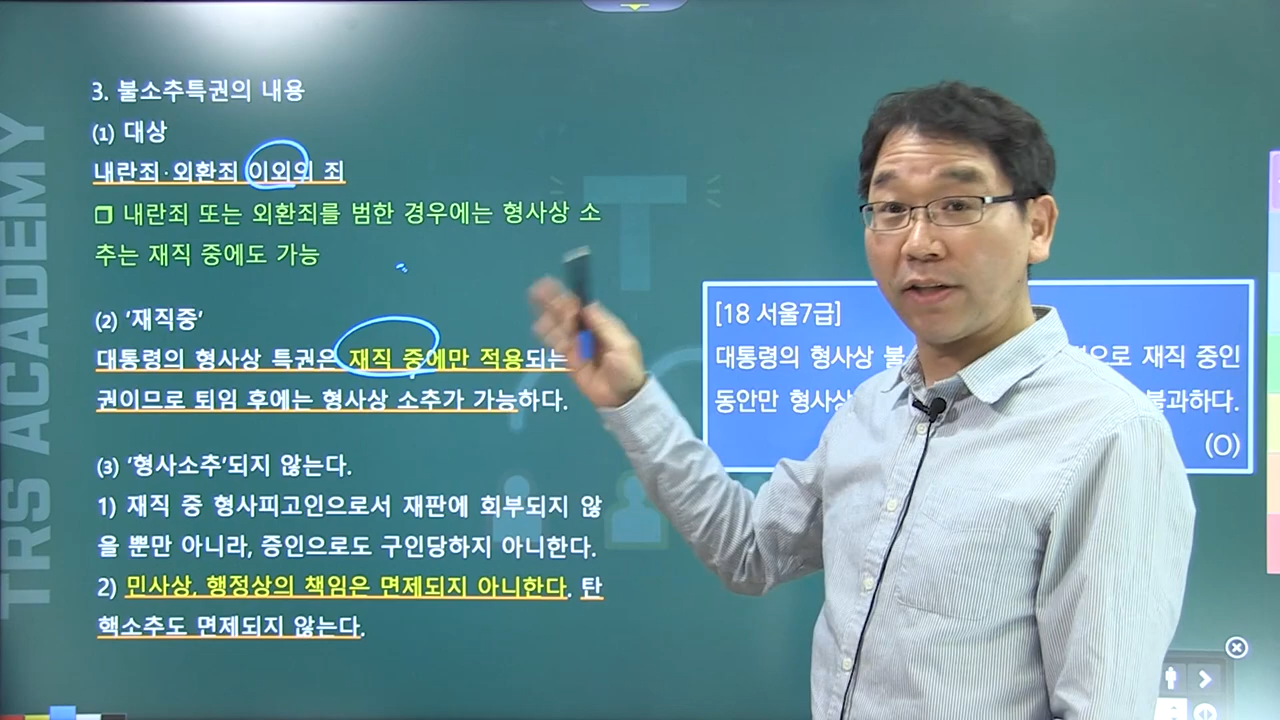 TRS ACADEMY
3. 불소추특권의 내용
(1) 대상
내란죄·외환죄 이외의 죄
❒ 내란죄 또는 외환죄를 범한 경우에는 형사상 소
추는 재직 중에도 가능
(2) '재직중'
대통령의 형사상 특권은 재직 중에만 적용되는
권이므로 퇴임 후에는 형사상 소추가 가능하다.
(3) '형사소추'되지 않는다.
1) 재직 중 형사피고인으로서 재판에 회부되지 않
을 뿐만 아니라, 증인으로도 구인당하지 아니한다.
2) 민사상, 행정상의 책임은 면제되지 아니한다. 탄
핵소추도 면제되지 않는다.
[18 서울7급]
대통령의 형사상 불 으로 재직 중인
동안만 형사상 불과하다.
(O)